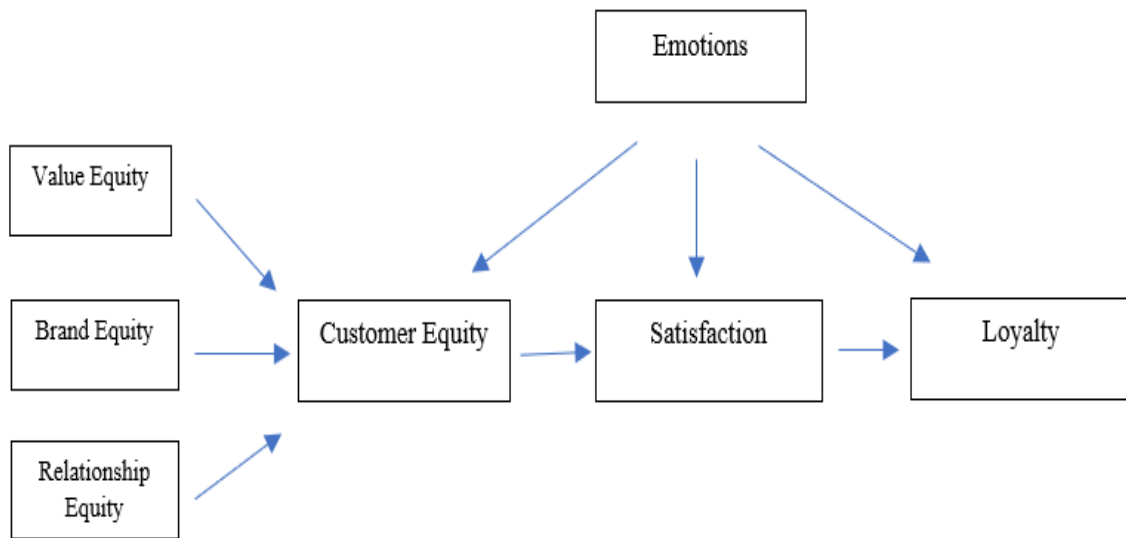 Emotions
Value Equity
Brand Equity
Customer Equity
Satisfaction
Loyalty
Relationship
Equity